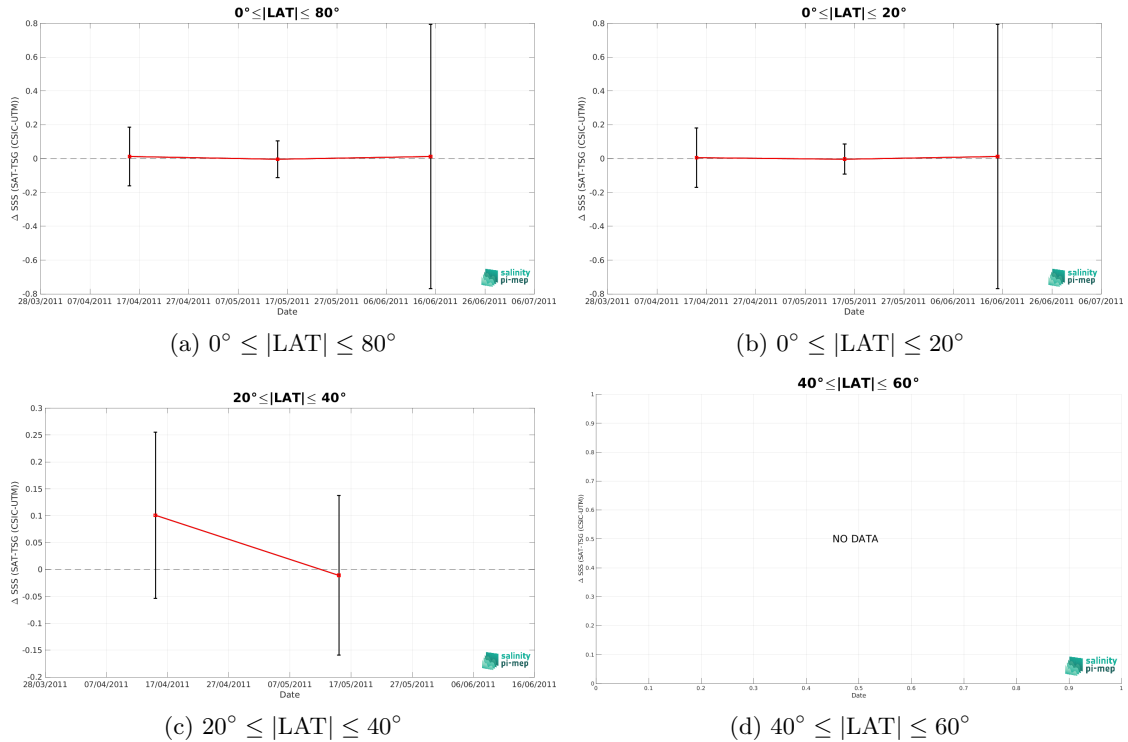 0°≤|LAT|≤ 80°
0.8
0.6
0.4
0.2
0
-0.2
-0.4
-0.6
-0.8
Δ SSS (SAT-TSG (CSIC-UTM))
28/03/2011 07/04/2011 17/04/2011 27/04/2011 07/05/2011 17/05/2011 27/05/2011 06/06/2011 16/06/2011 26/06/2011 06/07/2011
Date
salinity
pi-mep
(a) 0° ≤ |LAT| ≤ 80°
0°≤|LAT|≤ 20°
0.8
0.6
0.4
0.2
0
-0.2
-0.4
-0.6
-0.8
Δ SSS (SAT-TSG (CSIC-UTM))
28/03/2011 07/04/2011 17/04/2011 27/04/2011 07/05/2011 17/05/2011 27/05/2011 06/06/2011 16/06/2011 26/06/2011 06/07/2011
Date
salinity
pi-mep
(b) 0° ≤ |LAT| ≤ 20°
20°≤|LAT|≤ 40°
0.3
0.25
0.2
0.15
0.1
0.05
0
-0.05
-0.1
-0.15
-0.2
Δ SSS (SAT-TSG (CSIC-UTM))
28/03/2011 07/04/2011 17/04/2011 27/04/2011 07/05/2011 17/05/2011 27/05/2011 06/06/2011 16/06/2011
Date
salinity
pi-mep
(c) 20° ≤ |LAT| ≤ 40°
40°≤|LAT|≤ 60°
1
0.9
0.8
0.7
0.6
0.5
0.4
0.3
0.2
0.1
0
Δ SSS (SAT-TSG (CSIC-UTM))
NO DATA
0 0.1 0.2 0.3 0.4 0.5 0.6 0.7 0.8 0.9 1
Date
salinity
pi-mep
(d) 40° ≤ |LAT| ≤ 60°